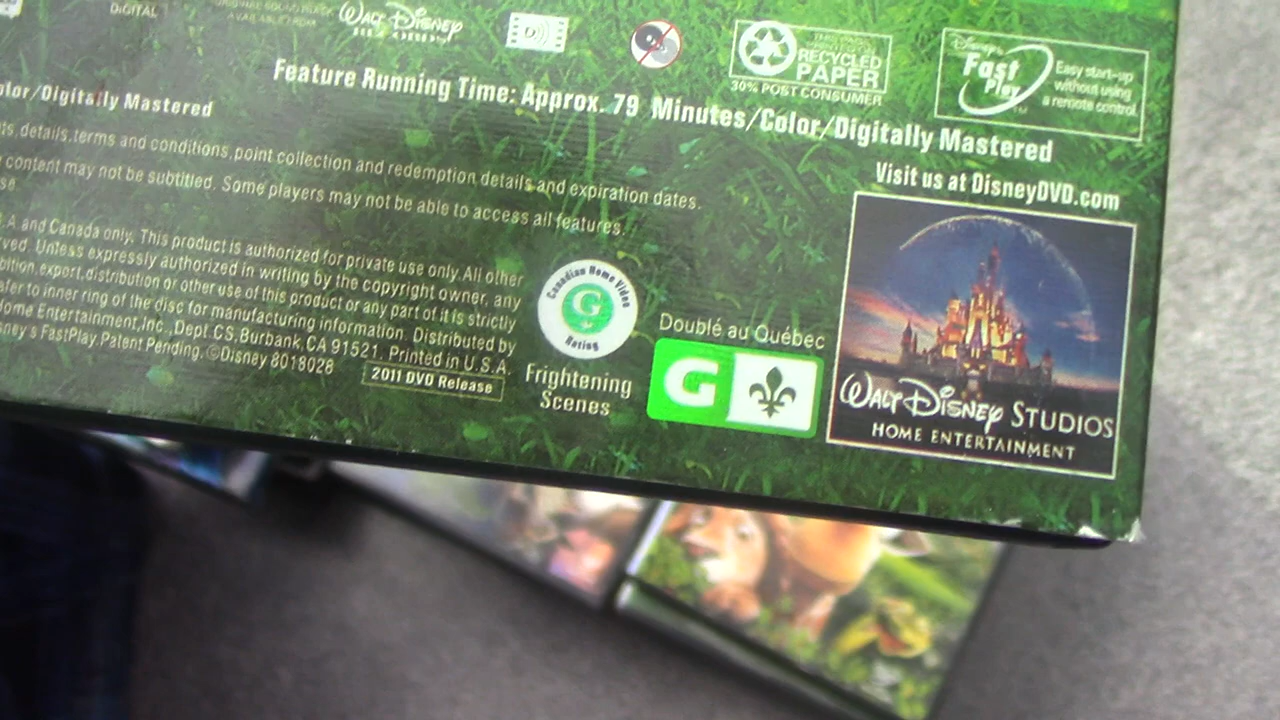 DIGITAL
WALT DISNEY
RECYCLED
PAPER
30% POST CONSUMER
Disney's
Fast
Play
Easy start-up
without using
a remote control.
Feature Running Time: Approx. 79 Minutes/Color/Digitally Mastered
/Digitally Mastered
details, terms and conditions, point collection and redemption details and expiration dates.
content may not be subtitled. Some players may not be able to access all features.
Visit us at DisneyDVD.com
and Canada only. This product is authorized for private use only. All other
Unless expressly authorized in writing by the copyright owner, any
export, distribution or other use of this product or any part of it is strictly
to inner ring of the disc for manufacturing information. Distributed by
Home Entertainment, Inc., Dept. CS, Burbank, CA 91521. Printed in U.S.A.
FastPlay, Patent Pending. ©Disney 8018028
2011 DVD Release
Canadian Home Video
G
Rating
Frightening
Scenes
Doublé au Québec
G
WALT DISNEY STUDIOS
HOME ENTERTAINMENT